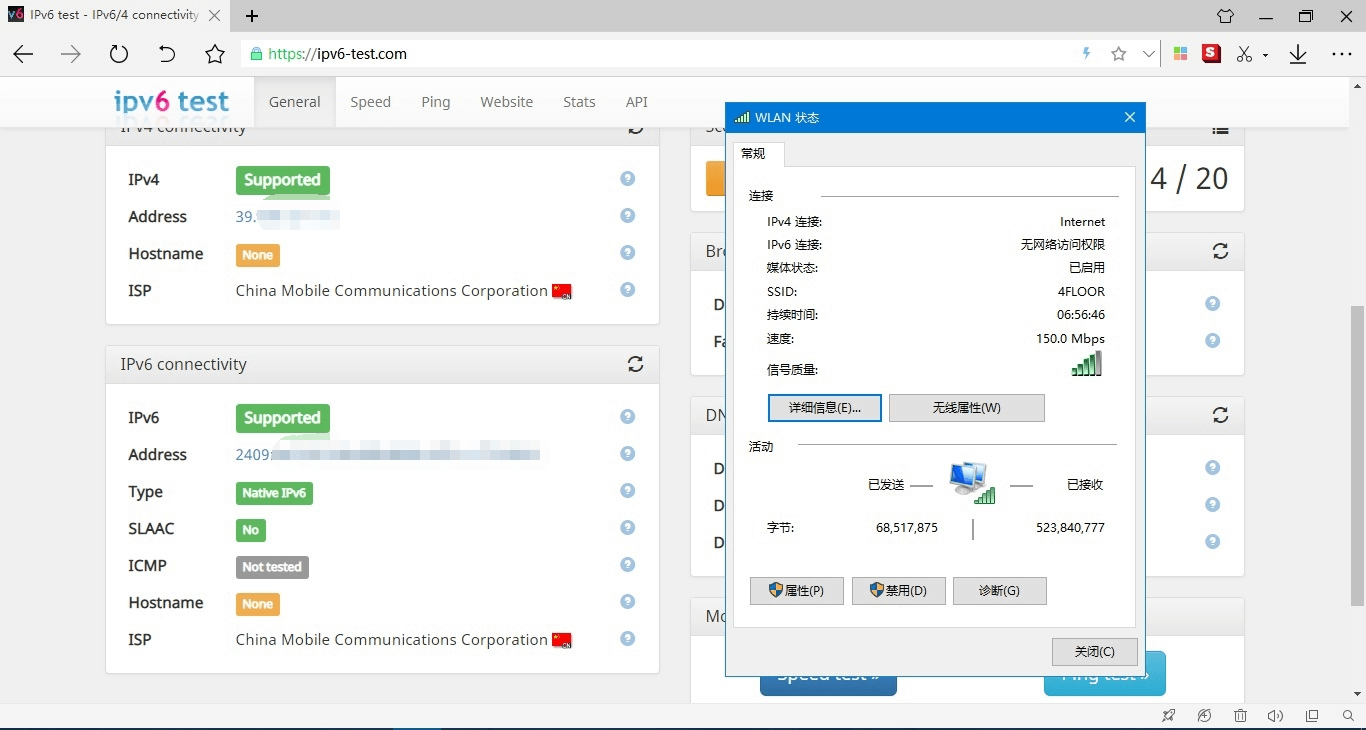 IPv6 test - IPv6/4 connectivity
https://ipv6-test.com
ipv6 test
General
Speed
Ping
Website
Stats
API
IPv4 connectivity
IPv4
Supported
Address
39.
Hostname
None
ISP
China Mobile Communications Corporation
IPv6 connectivity
IPv6
Supported
Address
2409:
Type
Native IPv6
SLAAC
No
ICMP
Not tested
Hostname
None
ISP
China Mobile Communications Corporation
4 / 20
WLAN 状态
常规
连接
IPv4 连接:
Internet
IPv6 连接:
无网络访问权限
媒体状态:
已启用
SSID:
4FLOOR
持续时间:
06:56:46
速度:
150.0 Mbps
信号质量:
详细信息(E)...
无线属性(W)
活动
已发送
已接收
字节:
68,517,875
523,840,777
属性(P)
禁用(D)
诊断(G)
关闭(C)
Speed test »
Ping test »